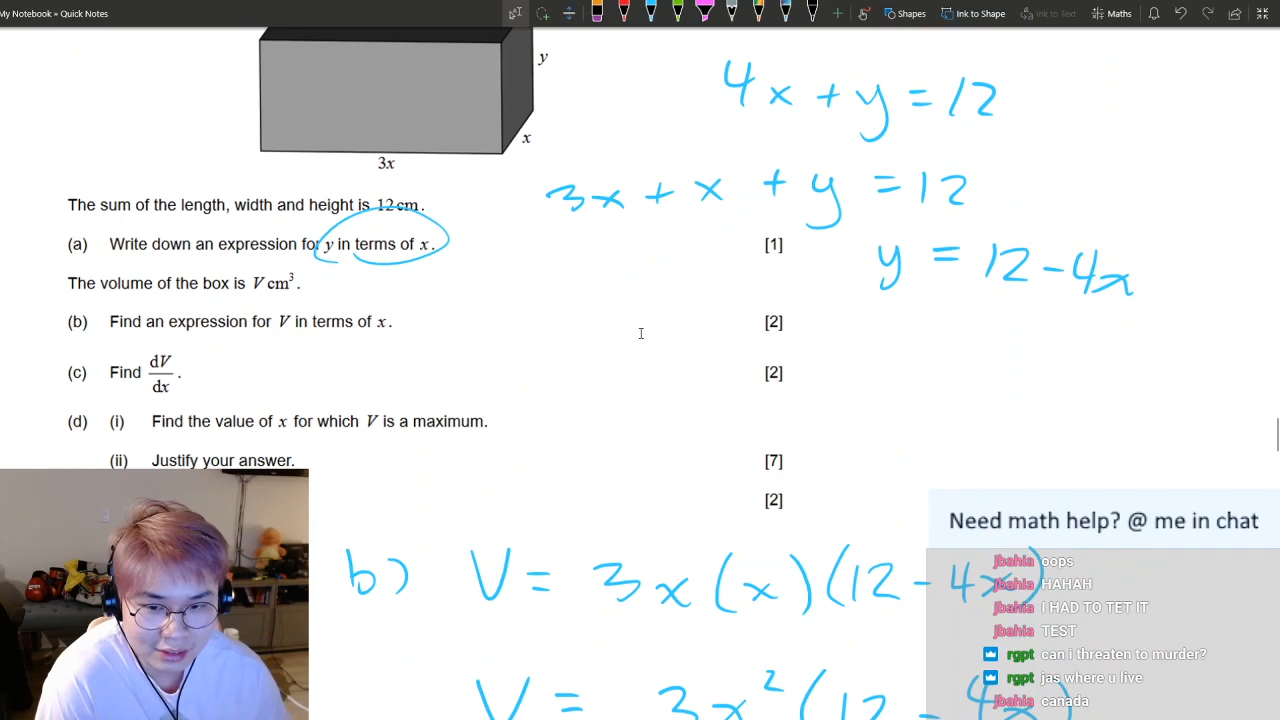 My Notebook » Quick Notes
Shapes
Ink to Shape
Ink to Text
Maths
y
x
3x
4x + y = 12
3x + x + y = 12
y = 12 - 4x
The sum of the length, width and height is 12 cm.
(a) Write down an expression for y in terms of x. [1]
The volume of the box is V cm³.
(b) Find an expression for V in terms of x. [2]
(c) Find dV/dx. [2]
(d) (i) Find the value of x for which V is a maximum.
(ii) Justify your answer. [7]
[2]
b) V = 3x(x)(12 - 4x)
V = 3x²(12 - 4x)
Need math help? @ me in chat
jbahia oops
jbahia HAHAH
jbahia I HAD TO TET IT
jbahia TEST
rgpt can i threaten to murder?
rgpt jas where u live
jbahia canada